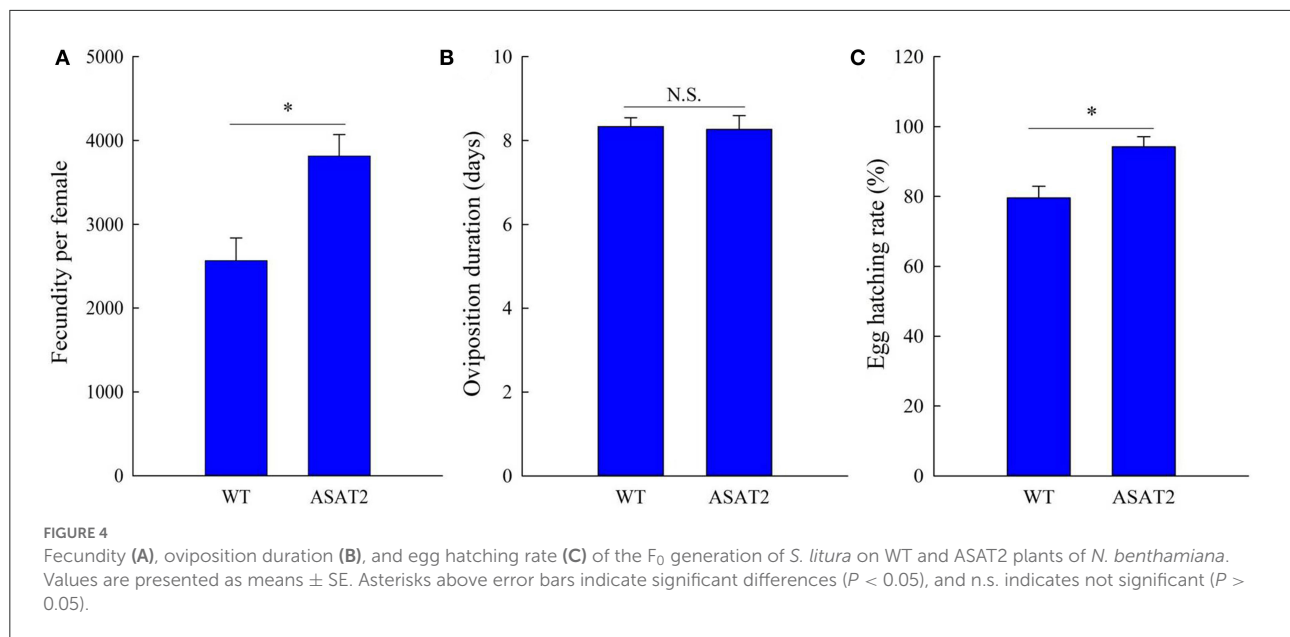 A
5000
4000
3000
2000
1000
0
Fecundity per female
*
WT
ASAT2
B
10
8
6
4
2
0
Oviposition duration (days)
N.S.
WT
ASAT2
C
120
100
80
60
40
20
0
Egg hatching rate (%)
*
WT
ASAT2
FIGURE 4
Fecundity (A), oviposition duration (B), and egg hatching rate (C) of the F0 generation of S. litura on WT and ASAT2 plants of N. benthamiana.
Values are presented as means ± SE. Asterisks above error bars indicate significant differences (P < 0.05), and n.s. indicates not significant (P >
0.05).